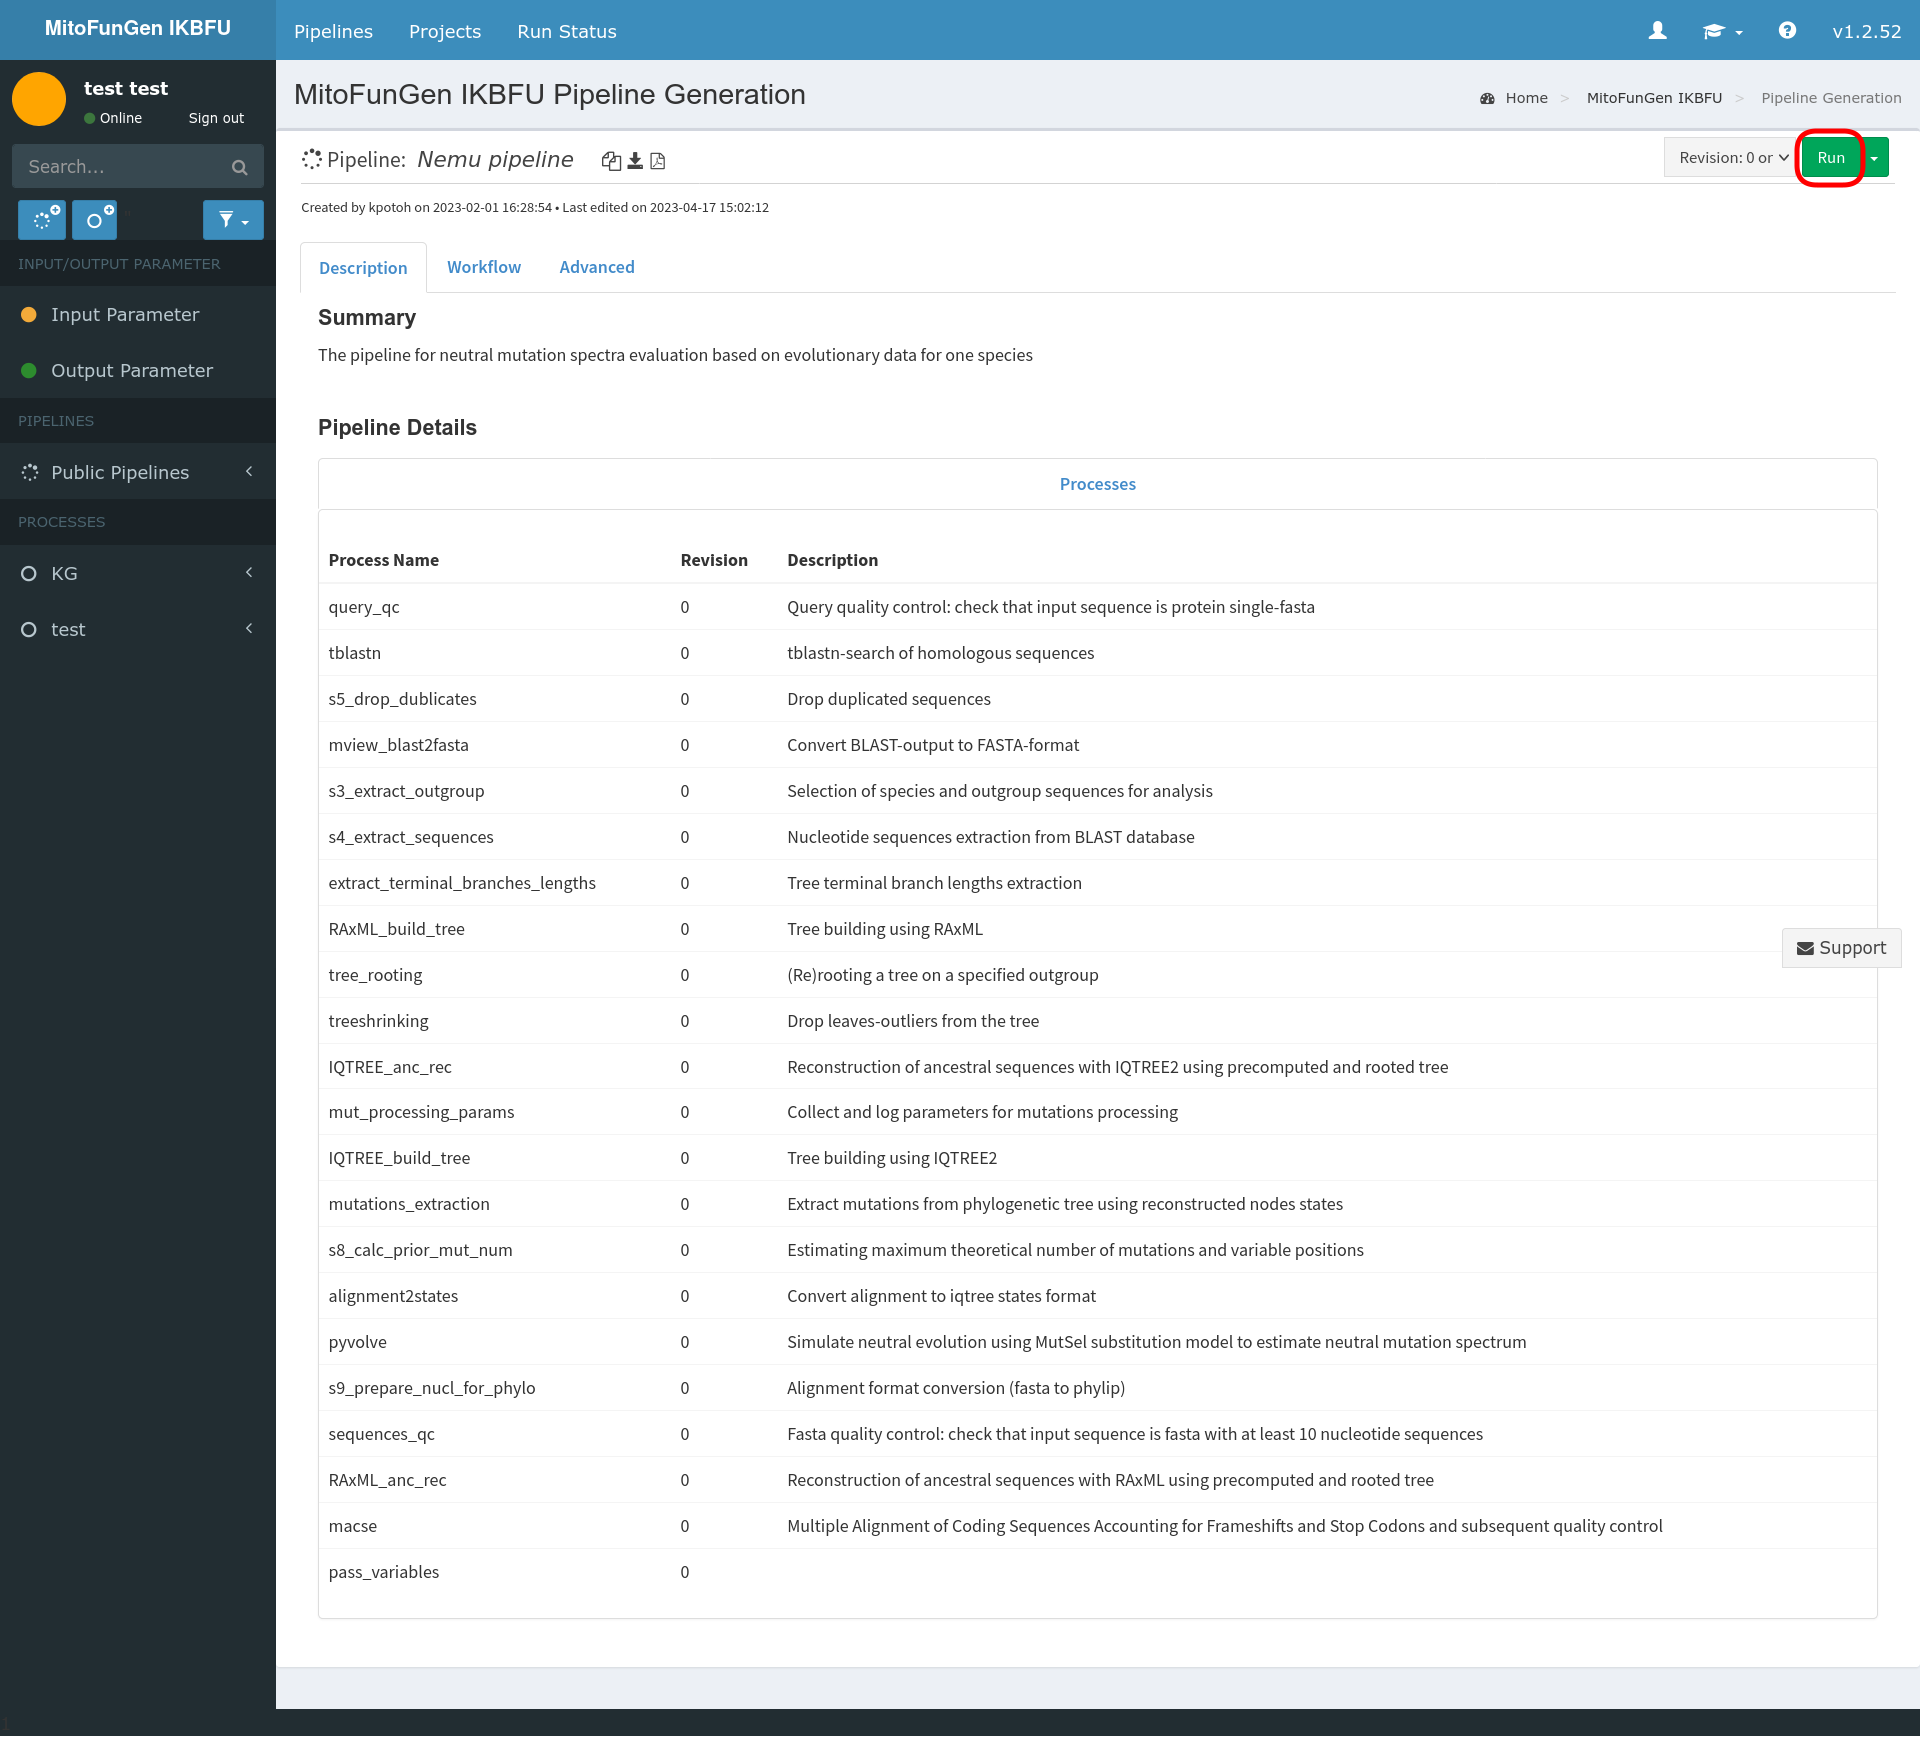 MitoFunGen IKBFU
Pipelines Projects Run Status v1.2.52
test test
Online Sign out
Search...
INPUT/OUTPUT PARAMETER
Input Parameter
Output Parameter
PIPELINES
Public Pipelines
PROCESSES
KG
test
MitoFunGen IKBFU Pipeline Generation
Home > MitoFunGen IKBFU > Pipeline Generation
Pipeline: Nemu pipeline
Revision: 0 or Run
Created by kpotoh on 2023-02-01 16:28:54 • Last edited on 2023-04-17 15:02:12
Description Workflow Advanced
Summary
The pipeline for neutral mutation spectra evaluation based on evolutionary data for one species
Pipeline Details
Processes
Process Name Revision Description
query_qc 0 Query quality control: check that input sequence is protein single-fasta
tblastn 0 tblastn-search of homologous sequences
s5_drop_dublicates 0 Drop duplicated sequences
mview_blast2fasta 0 Convert BLAST-output to FASTA-format
s3_extract_outgroup 0 Selection of species and outgroup sequences for analysis
s4_extract_sequences 0 Nucleotide sequences extraction from BLAST database
extract_terminal_branches_lengths 0 Tree terminal branch lengths extraction
RAxML_build_tree 0 Tree building using RAxML
Support
tree_rooting 0 (Re)rooting a tree on a specified outgroup
treeshrinking 0 Drop leaves-outliers from the tree
IQTREE_anc_rec 0 Reconstruction of ancestral sequences with IQTREE2 using precomputed and rooted tree
mut_processing_params 0 Collect and log parameters for mutations processing
IQTREE_build_tree 0 Tree building using IQTREE2
mutations_extraction 0 Extract mutations from phylogenetic tree using reconstructed nodes states
s8_calc_prior_mut_num 0 Estimating maximum theoretical number of mutations and variable positions
alignment2states 0 Convert alignment to iqtree states format
pyvolve 0 Simulate neutral evolution using MutSel substitution model to estimate neutral mutation spectrum
s9_prepare_nucl_for_phylo 0 Alignment format conversion (fasta to phylip)
sequences_qc 0 Fasta quality control: check that input sequence is fasta with at least 10 nucleotide sequences
RAxML_anc_rec 0 Reconstruction of ancestral sequences with RAxML using precomputed and rooted tree
macse 0 Multiple Alignment of Coding Sequences Accounting for Frameshifts and Stop Codons and subsequent quality control
pass_variables 0
1